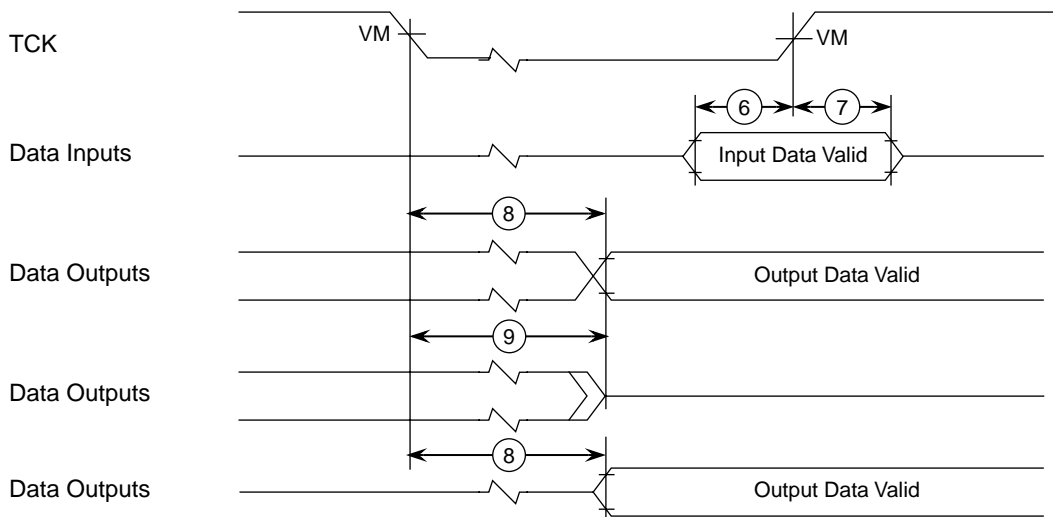 TCK
VM
VM
6
7
Data Inputs
Input Data Valid
8
Data Outputs
Output Data Valid
9
Data Outputs
8
Data Outputs
Output Data Valid